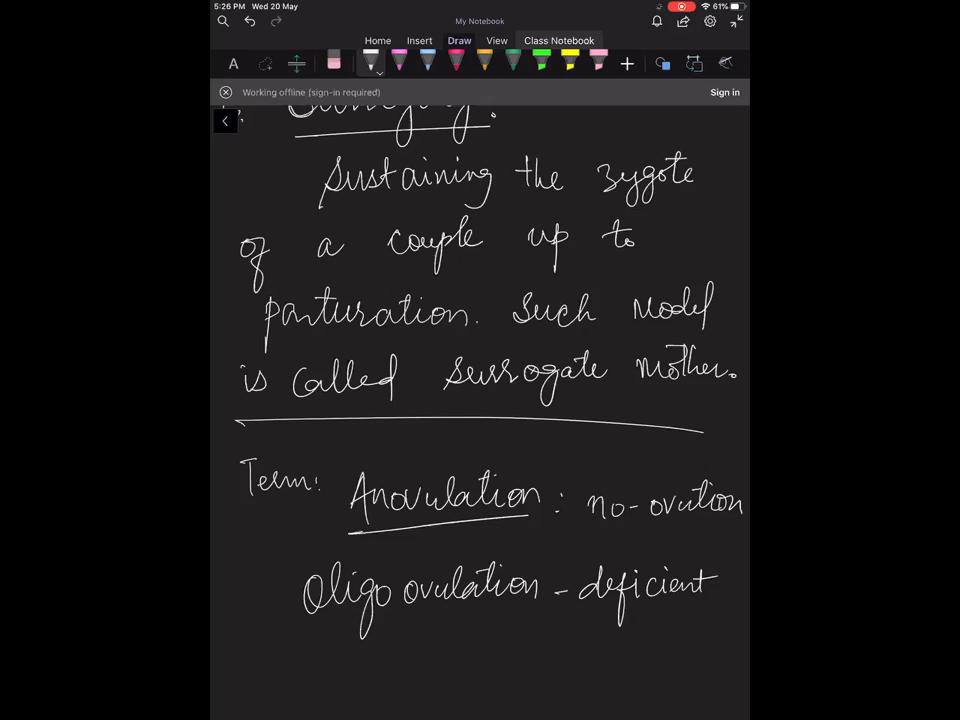 5:26 PM Wed 20 May
61%
My Notebook
Home Insert Draw View Class Notebook
A
Working offline (sign-in required) Sign in
Sustaining the zygote
of a couple up to
parturation. Such model
is called surrogate mother.
Term: Anovulation : no-ovution
Oligo ovulation - deficient